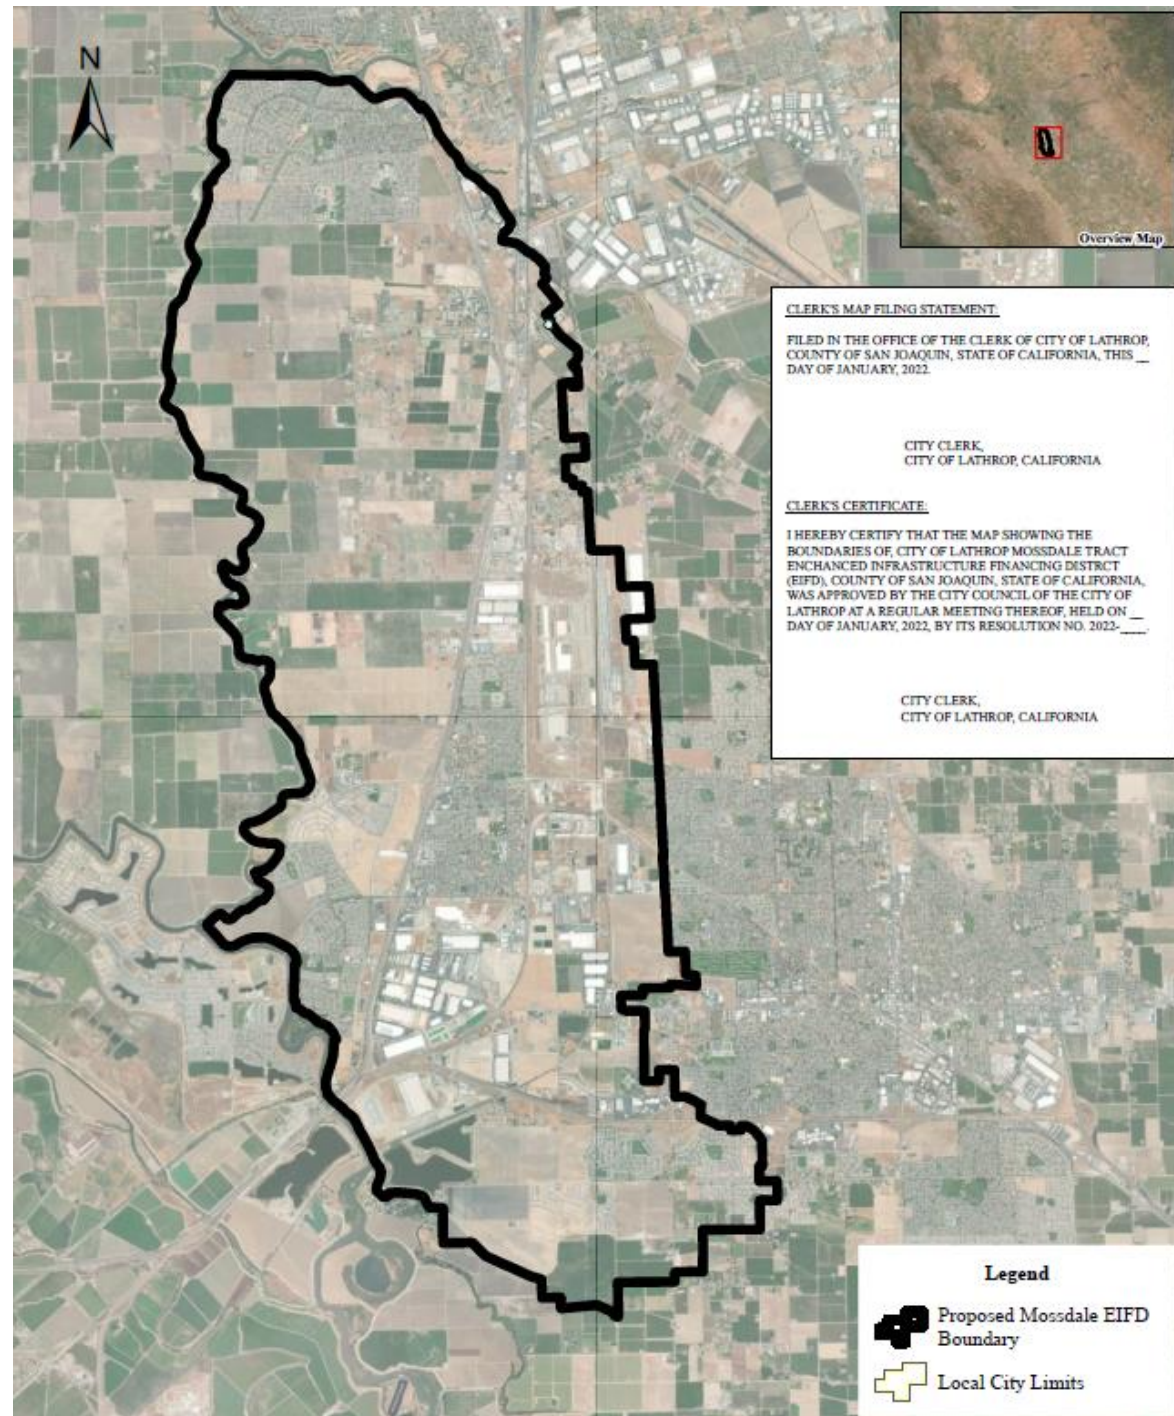 N
Overview Map
CLERK'S MAP FILING STATEMENT:
FILED IN THE OFFICE OF THE CLERK OF CITY OF LATHROP,
COUNTY OF SAN JOAQUIN, STATE OF CALIFORNIA, THIS __
DAY OF JANUARY, 2022.
CITY CLERK,
CITY OF LATHROP, CALIFORNIA
CLERK'S CERTIFICATE:
I HEREBY CERTIFY THAT THE MAP SHOWING THE
BOUNDARIES OF, CITY OF LATHROP MOSSDALE TRACT
ENCHANCED INFRASTRUCTURE FINANCING DISTRCT
(EIFD), COUNTY OF SAN JOAQUIN, STATE OF CALIFORNIA,
WAS APPROVED BY THE CITY COUNCIL OF THE CITY OF
LATHROP AT A REGULAR MEETING THEREOF, HELD ON __
DAY OF JANUARY, 2022, BY ITS RESOLUTION NO. 2022-____.
CITY CLERK,
CITY OF LATHROP, CALIFORNIA
Legend
Proposed Mossdale EIFD
Boundary
Local City Limits